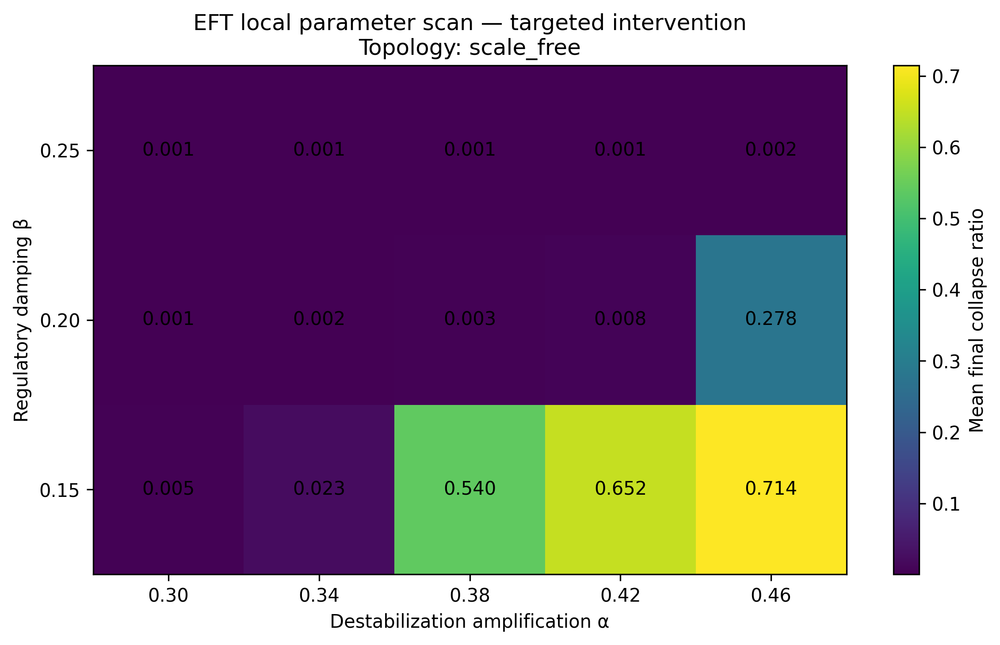 EFT local parameter scan — targeted intervention
Topology: scale_free
Regulatory damping β
0.25
0.001 0.001 0.001 0.001 0.002
0.20
0.001 0.002 0.003 0.008 0.278
0.15
0.005 0.023 0.540 0.652 0.714
0.30 0.34 0.38 0.42 0.46
Destabilization amplification α
0.7
0.6
0.5
0.4
0.3
0.2
0.1
Mean final collapse ratio